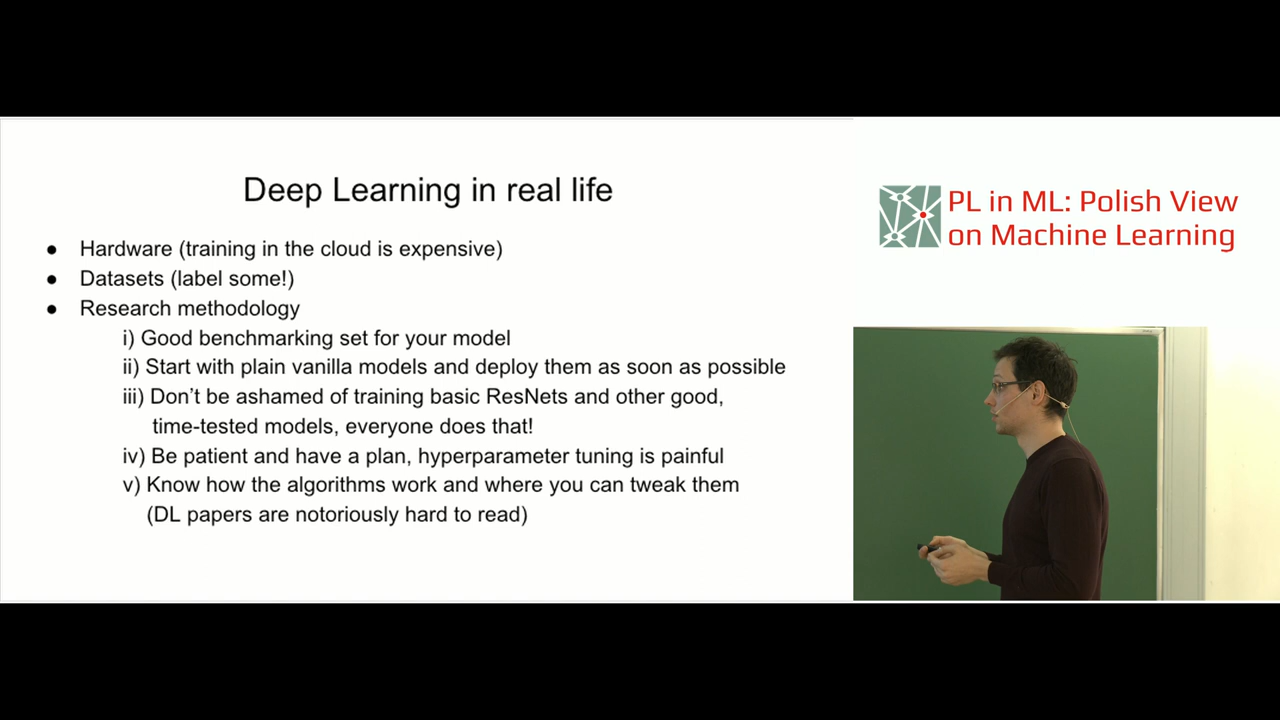 Deep Learning in real life
● Hardware (training in the cloud is expensive)
● Datasets (label some!)
● Research methodology
i) Good benchmarking set for your model
ii) Start with plain vanilla models and deploy them as soon as possible
iii) Don’t be ashamed of training basic ResNets and other good,
time-tested models, everyone does that!
iv) Be patient and have a plan, hyperparameter tuning is painful
v) Know how the algorithms work and where you can tweak them
(DL papers are notoriously hard to read)
PL in ML: Polish View
on Machine Learning